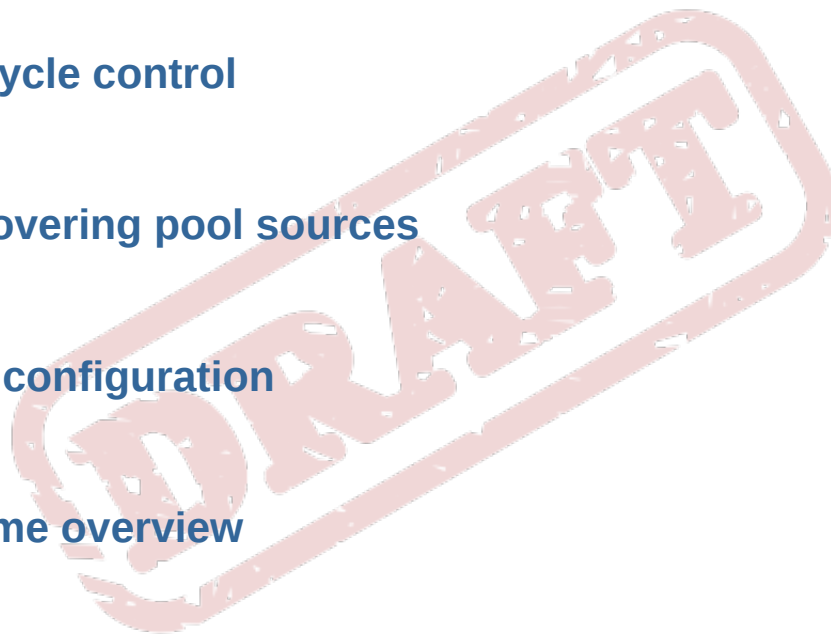 ycle control
overing pool sources
configuration
me overview
DRAFT